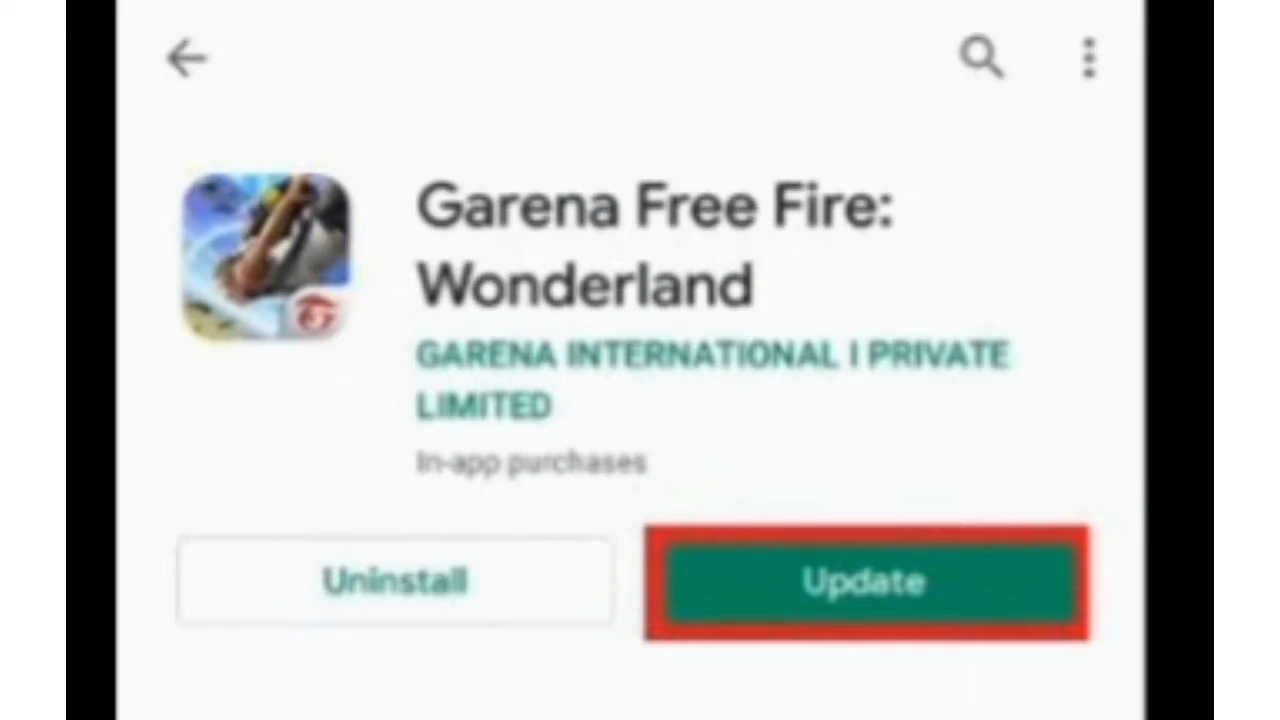 Garena Free Fire:
Wonderland
GARENA INTERNATIONAL I PRIVATE
LIMITED
In-app purchases
Uninstall
Update